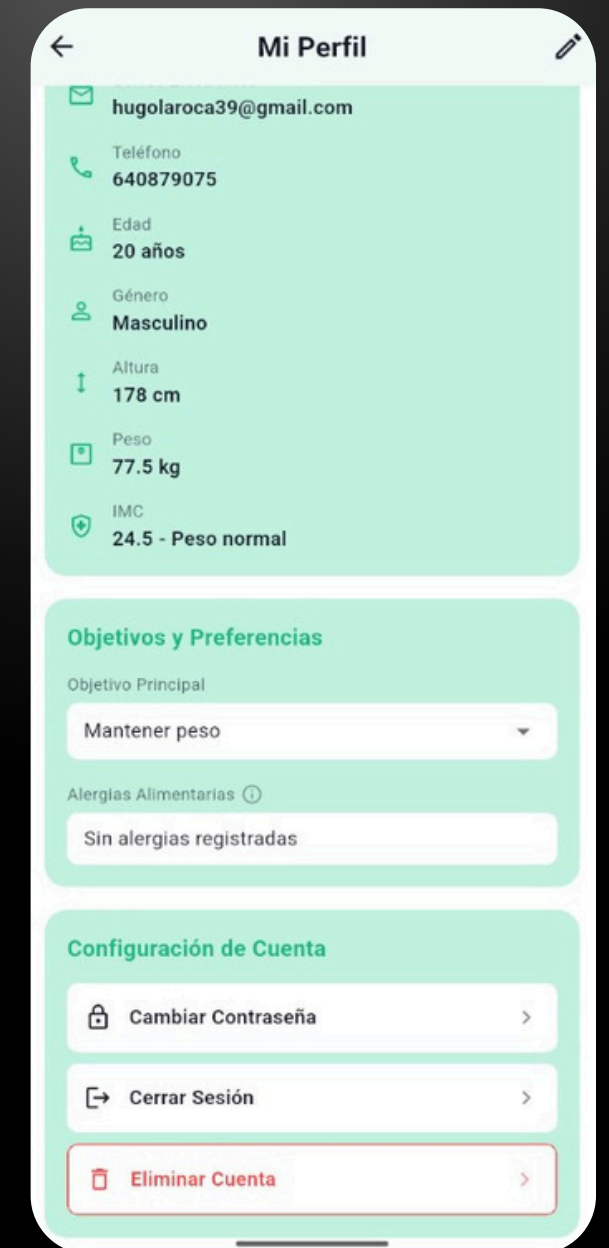 Mi Perfil
hugolaroca39@gmail.com
Teléfono
640879075
Edad
20 años
Género
Masculino
Altura
178 cm
Peso
77.5 kg
IMC
24.5 - Peso normal
Objetivos y Preferencias
Objetivo Principal
Mantener peso
Alergias Alimentarias
Sin alergias registradas
Configuración de Cuenta
Cambiar Contraseña
Cerrar Sesión
Eliminar Cuenta